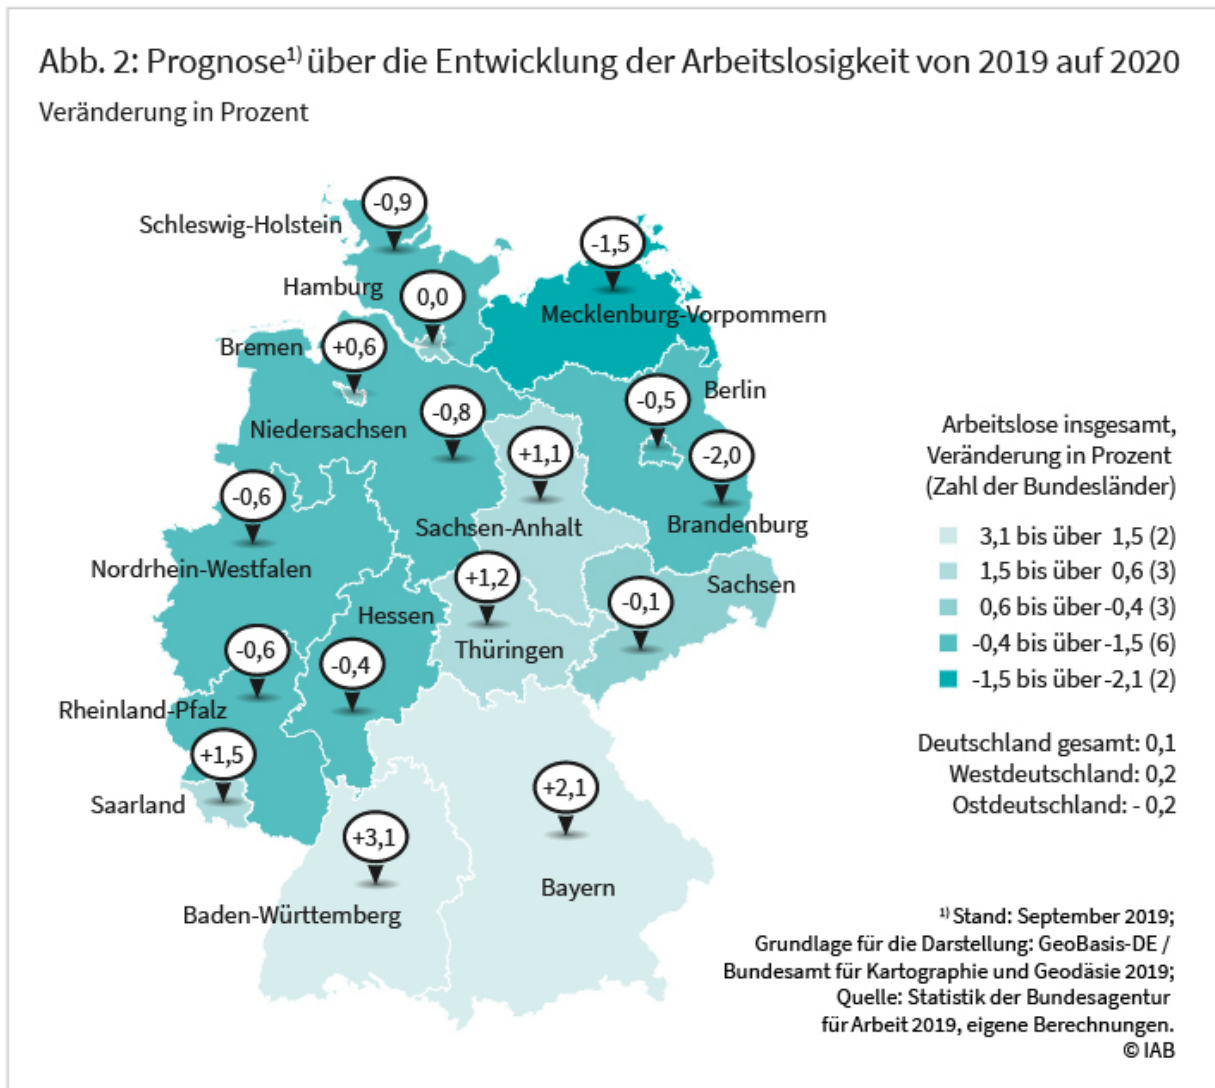 Abb. 2: Prognose¹⁾ über die Entwicklung der Arbeitslosigkeit von 2019 auf 2020
Veränderung in Prozent
-0,9
Schleswig-Holstein
-1,5
Hamburg
0,0
Mecklenburg-Vorpommern
Bremen
+0,6
Berlin
-0,5
-0,8
Niedersachsen
+1,1
-2,0
-0,6
Sachsen-Anhalt
Brandenburg
Nordrhein-Westfalen
+1,2
Sachsen
-0,1
Hessen
Thüringen
-0,6
-0,4
Rheinland-Pfalz
+1,5
Saarland
+2,1
+3,1
Bayern
Baden-Württemberg
Arbeitslose insgesamt,
Veränderung in Prozent
(Zahl der Bundesländer)
3,1 bis über 1,5 (2)
1,5 bis über 0,6 (3)
0,6 bis über -0,4 (3)
-0,4 bis über -1,5 (6)
-1,5 bis über -2,1 (2)
Deutschland gesamt: 0,1
Westdeutschland: 0,2
Ostdeutschland: - 0,2
¹⁾ Stand: September 2019;
Grundlage für die Darstellung: GeoBasis-DE /
Bundesamt für Kartographie und Geodäsie 2019;
Quelle: Statistik der Bundesagentur
für Arbeit 2019, eigene Berechnungen.
© IAB